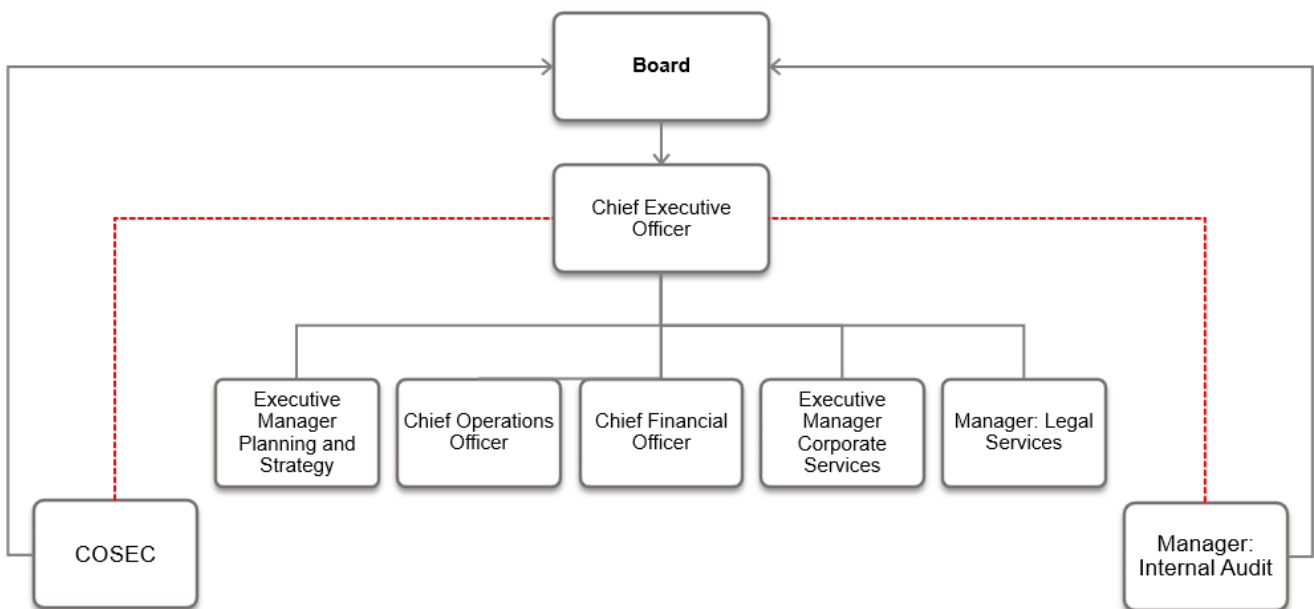 Board
Chief Executive
Officer
Executive
Manager
Planning and
Strategy
Chief Operations
Officer
Chief Financial
Officer
Executive
Manager
Corporate
Services
Manager: Legal
Services
COSEC
Manager:
Internal Audit